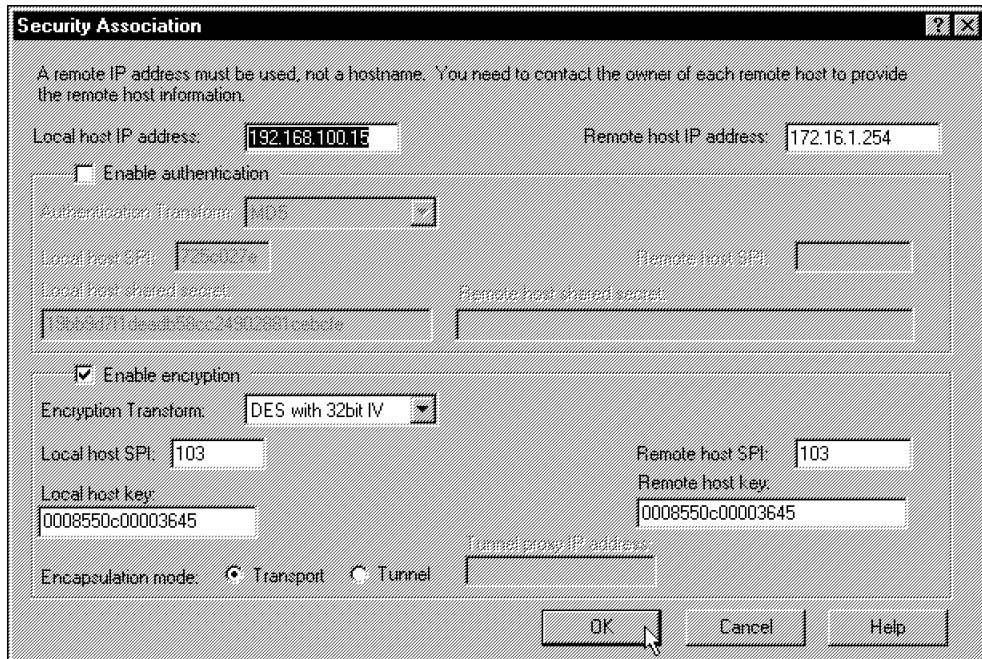 Security Association
A remote IP address must be used, not a hostname. You need to contact the owner of each remote host to provide
the remote host information.
Local host IP address: 192.168.100.15 Remote host IP address: 172.16.1.254
Enable authentication
Authentication Transform: MD5
Local host SPI: 725c027e Remote host SPI:
Local host shared secret: Remote host shared secret:
Enable encryption
Encryption Transform: DES with 32bit IV
Local host SPI: 103 Remote host SPI: 103
Local host key: Remote host key:
0008550c00003645 0008550c00003645
Tunnel proxy IP address:
Encapsulation mode: Transport Tunnel
OK Cancel Help